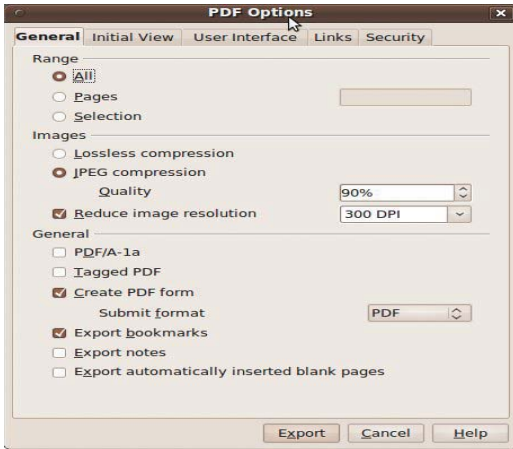 PDF Options
General Initial View User Interface Links Security
Range
All
Pages
Selection
Images
Lossless compression
JPEG compression
Quality 90%
Reduce image resolution 300 DPI
General
PDF/A-1a
Tagged PDF
Create PDF form
Submit format PDF
Export bookmarks
Export notes
Export automatically inserted blank pages
Export Cancel Help